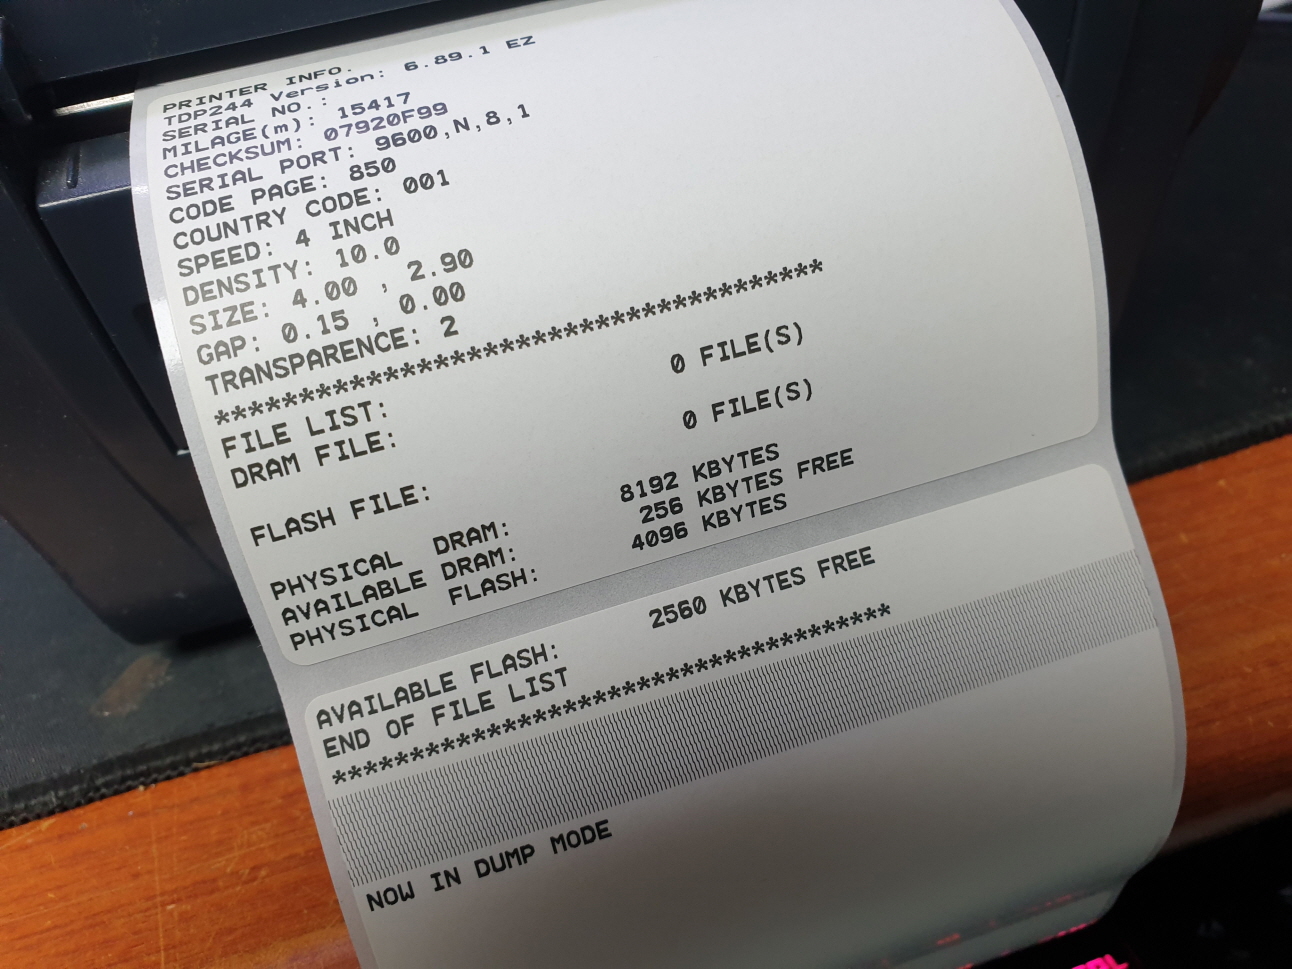 PRINTER INFO.
TDP244 Version: 6.89.1 EZ
SERIAL NO.:
MILAGE(m): 15417
CHECKSUM: 07920F99
SERIAL PORT: 9600,N,8,1
CODE PAGE: 850
COUNTRY CODE: 001
SPEED: 4 INCH
DENSITY: 10.0
SIZE: 4.00 , 2.90
GAP: 0.15 , 0.00
TRANSPARENCE: 2
****************************************
FILE LIST:
DRAM FILE: 0 FILE(S)
FLASH FILE: 0 FILE(S)
PHYSICAL DRAM: 8192 KBYTES
AVAILABLE DRAM: 256 KBYTES FREE
PHYSICAL FLASH: 4096 KBYTES
AVAILABLE FLASH: 2560 KBYTES FREE
END OF FILE LIST
****************************************
NOW IN DUMP MODE